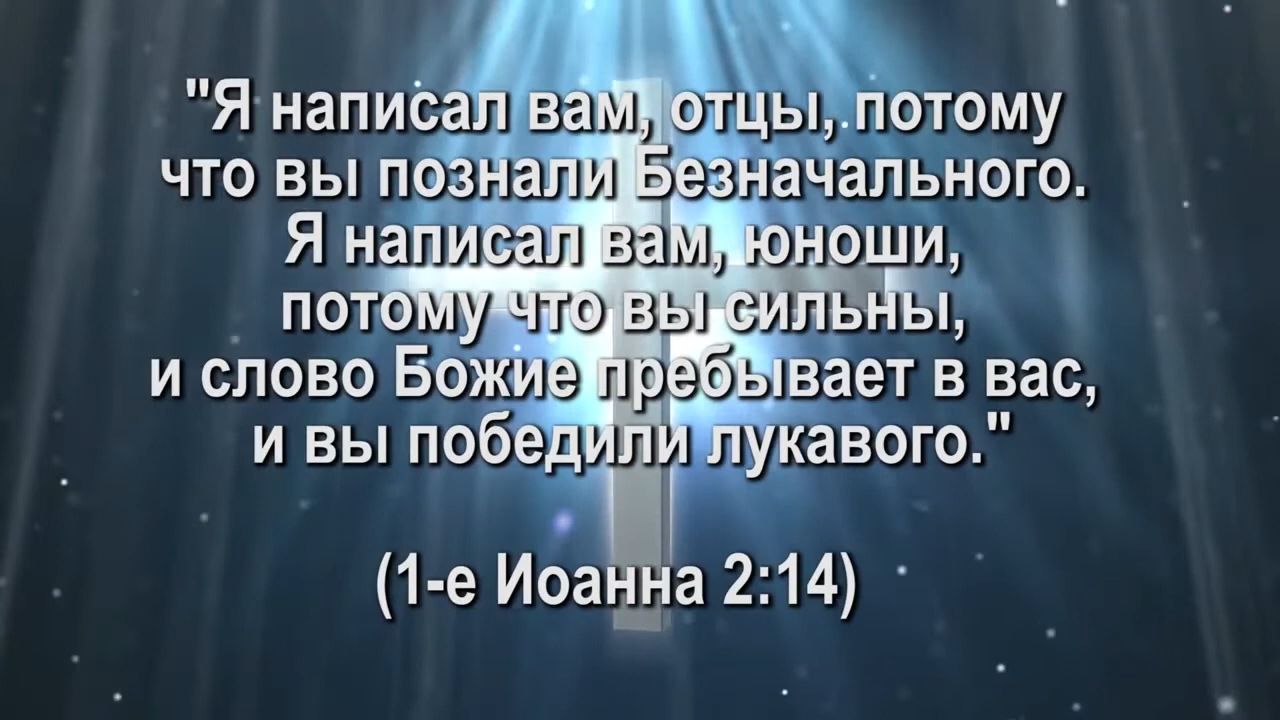 "Я написал вам, отцы, потому
что вы познали Безначального.
Я написал вам, юноши,
потому что вы сильны,
и слово Божие пребывает в вас,
и вы победили лукавого."
(1-е Иоанна 2:14)